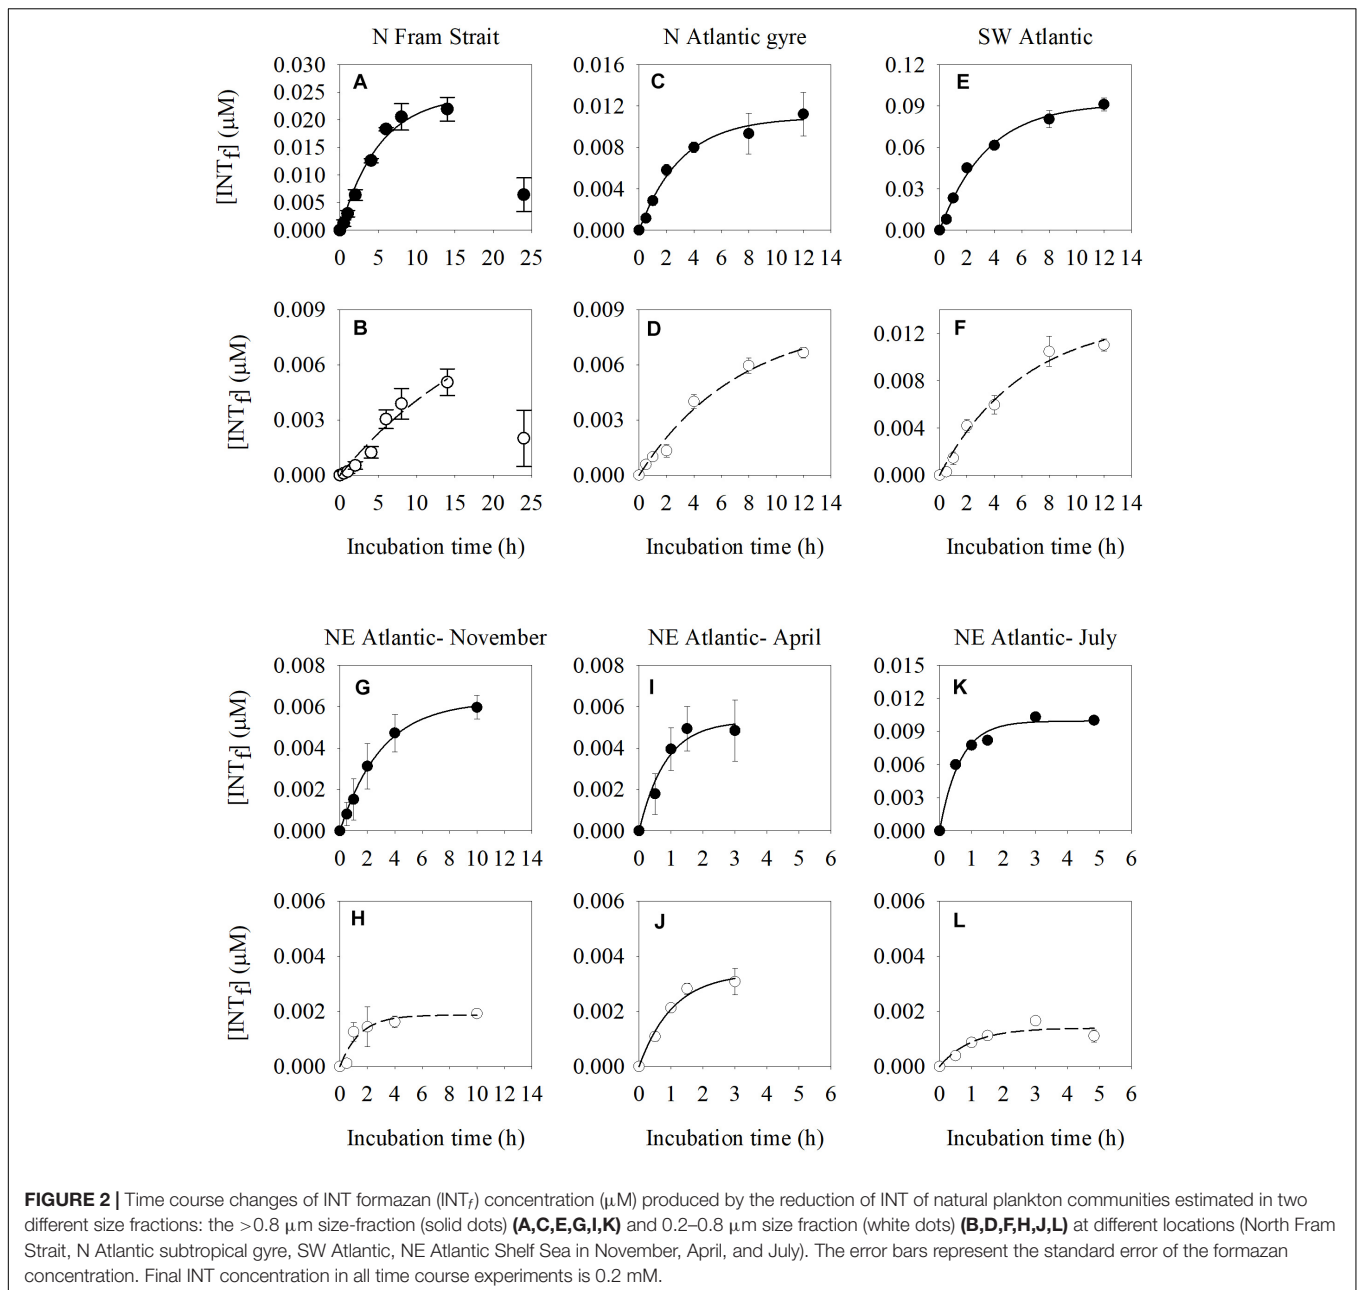 N Fram Strait N Atlantic gyre SW Atlantic
[INTf] (μM)
0.030
0.025
0.020
0.015
0.010
0.005
0.000
A
0 5 10 15 20 25
0.016
0.012
0.008
0.004
0.000
C
0 2 4 6 8 10 12 14
0.12
0.09
0.06
0.03
0.00
E
0 2 4 6 8 10 12 14
[INTf] (μM)
0.009
0.006
0.003
0.000
B
0 5 10 15 20 25
Incubation time (h)
0.009
0.006
0.003
0.000
D
0 2 4 6 8 10 12 14
Incubation time (h)
0.012
0.008
0.004
0.000
F
0 2 4 6 8 10 12 14
Incubation time (h)
NE Atlantic- November NE Atlantic- April NE Atlantic- July
[INTf] (μM)
0.008
0.006
0.004
0.002
0.000
G
0 2 4 6 8 10 12 14
0.008
0.006
0.004
0.002
0.000
I
0 1 2 3 4 5 6
0.015
0.012
0.009
0.006
0.003
0.000
K
0 1 2 3 4 5 6
[INTf] (μM)
0.006
0.004
0.002
0.000
H
0 2 4 6 8 10 12 14
Incubation time (h)
0.006
0.004
0.002
0.000
J
0 1 2 3 4 5 6
Incubation time (h)
0.006
0.004
0.002
0.000
L
0 1 2 3 4 5 6
Incubation time (h)
FIGURE 2 | Time course changes of INT formazan (INTf) concentration (μM) produced by the reduction of INT of natural plankton communities estimated in two
different size fractions: the >0.8 μm size-fraction (solid dots) (A,C,E,G,I,K) and 0.2–0.8 μm size fraction (white dots) (B,D,F,H,J,L) at different locations (North Fram
Strait, N Atlantic subtropical gyre, SW Atlantic, NE Atlantic Shelf Sea in November, April, and July). The error bars represent the standard error of the formazan
concentration. Final INT concentration in all time course experiments is 0.2 mM.